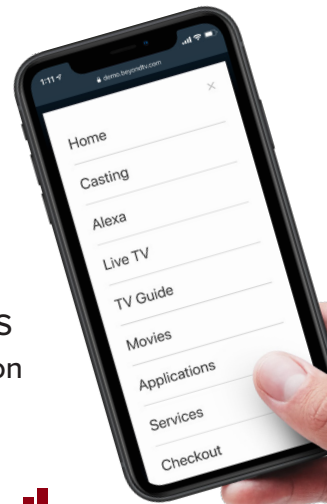 1:11
demo.beyondtv.com
Home
Casting
Alexa
Live TV
TV Guide
Movies
s
on
Applications
Services
Checkout